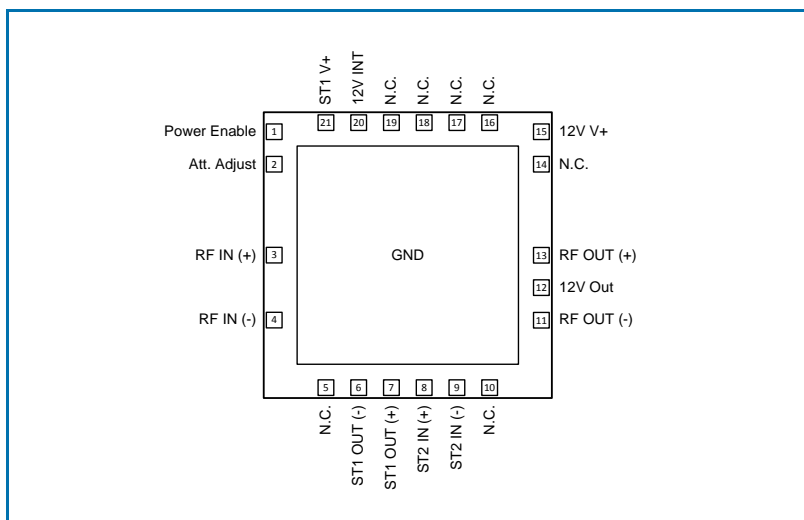 ST1 V+
12V INT
N.C.
N.C.
N.C.
N.C.
21
20
19
18
17
16
Power Enable 1
15 12V V+
Att. Adjust 2
14 N.C.
RF IN (+) 3
GND
13 RF OUT (+)
12 12V Out
RF IN (-) 4
11 RF OUT (-)
5
6
7
8
9
10
N.C.
ST1 OUT (-)
ST1 OUT (+)
ST2 IN (+)
ST2 IN (-)
N.C.